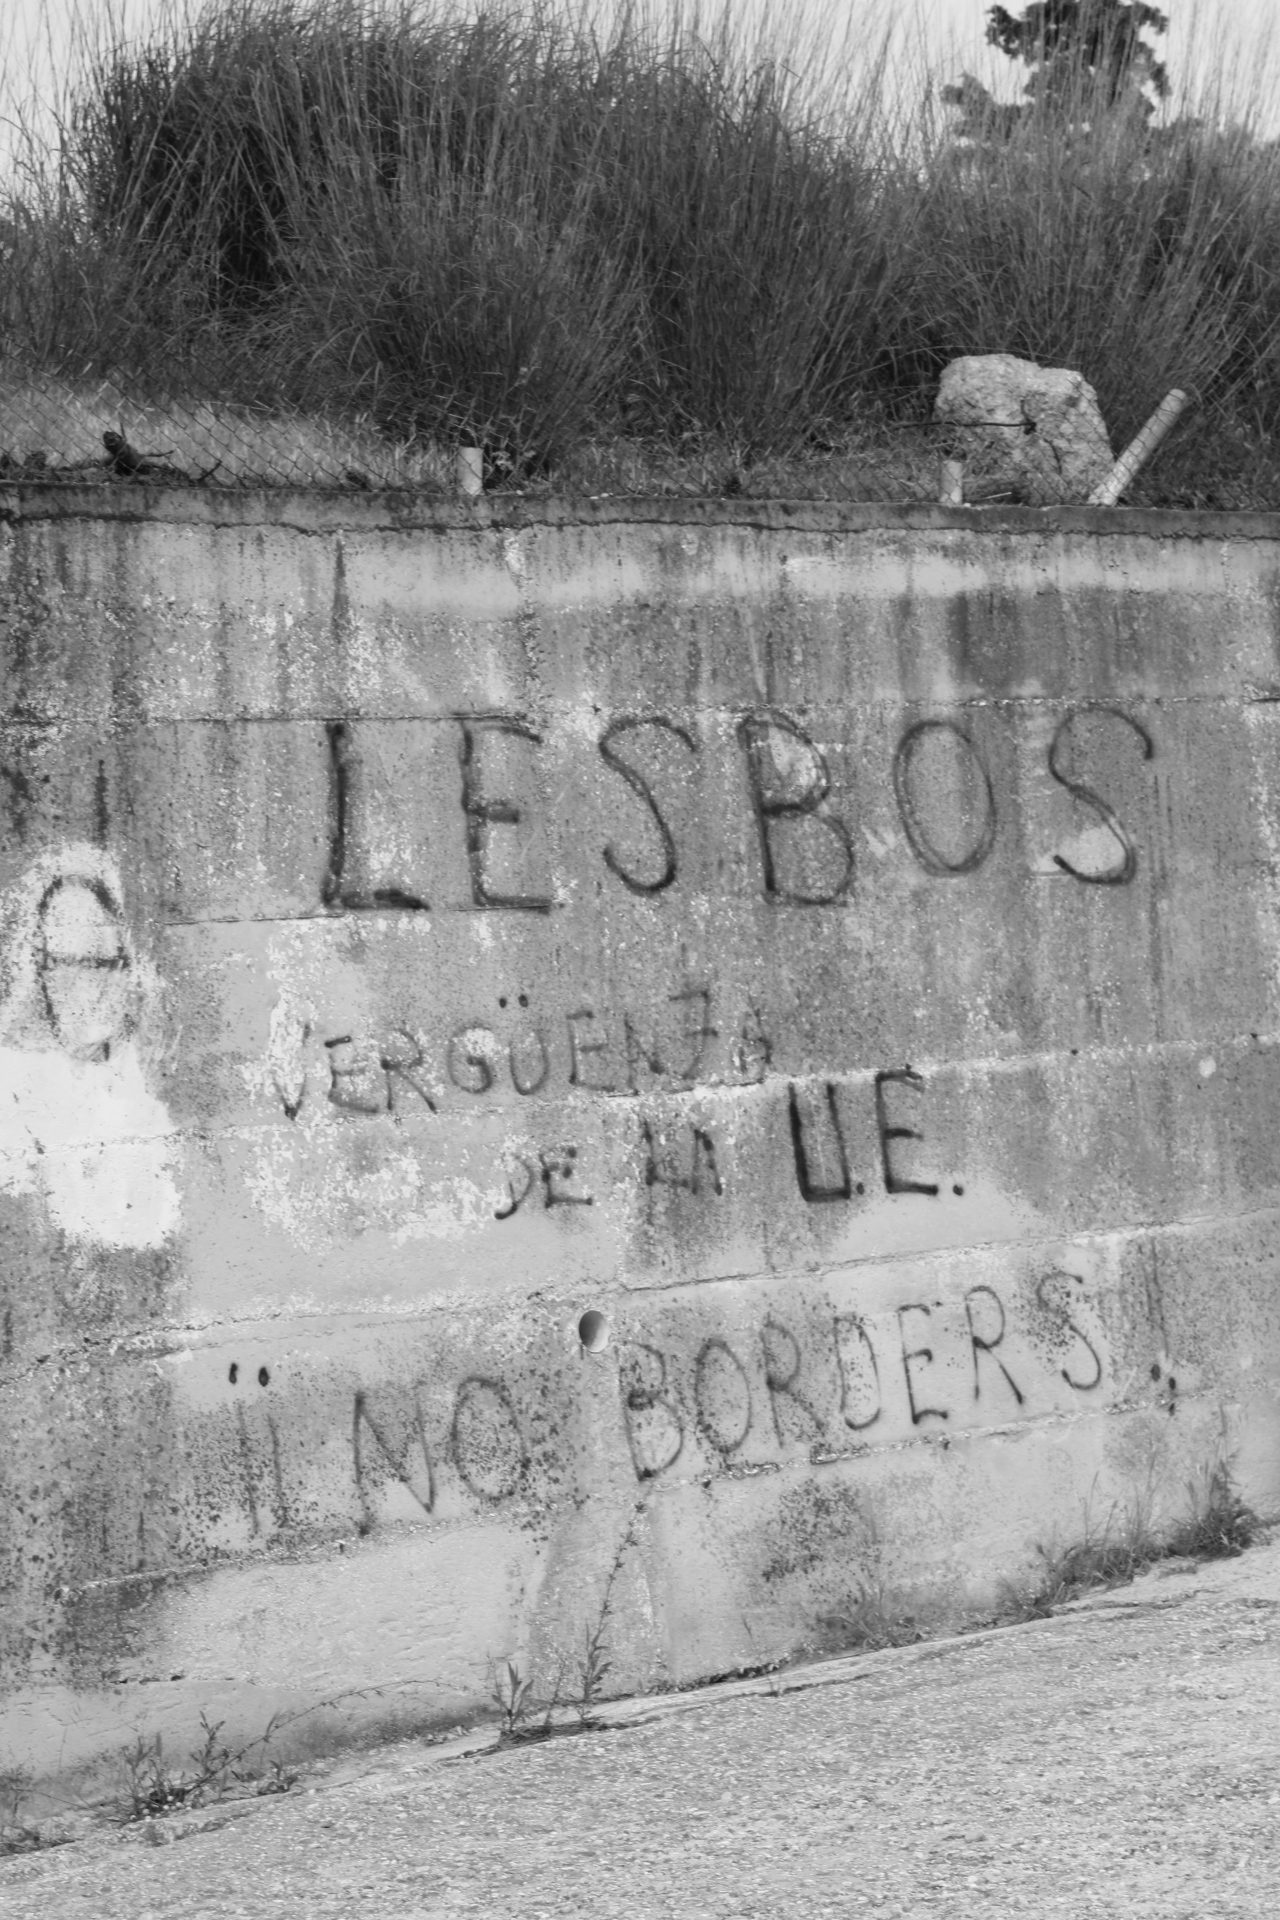 LESBOS
VERGÜENZA
DE LA U.E.
¡¡ NO BORDERS !!